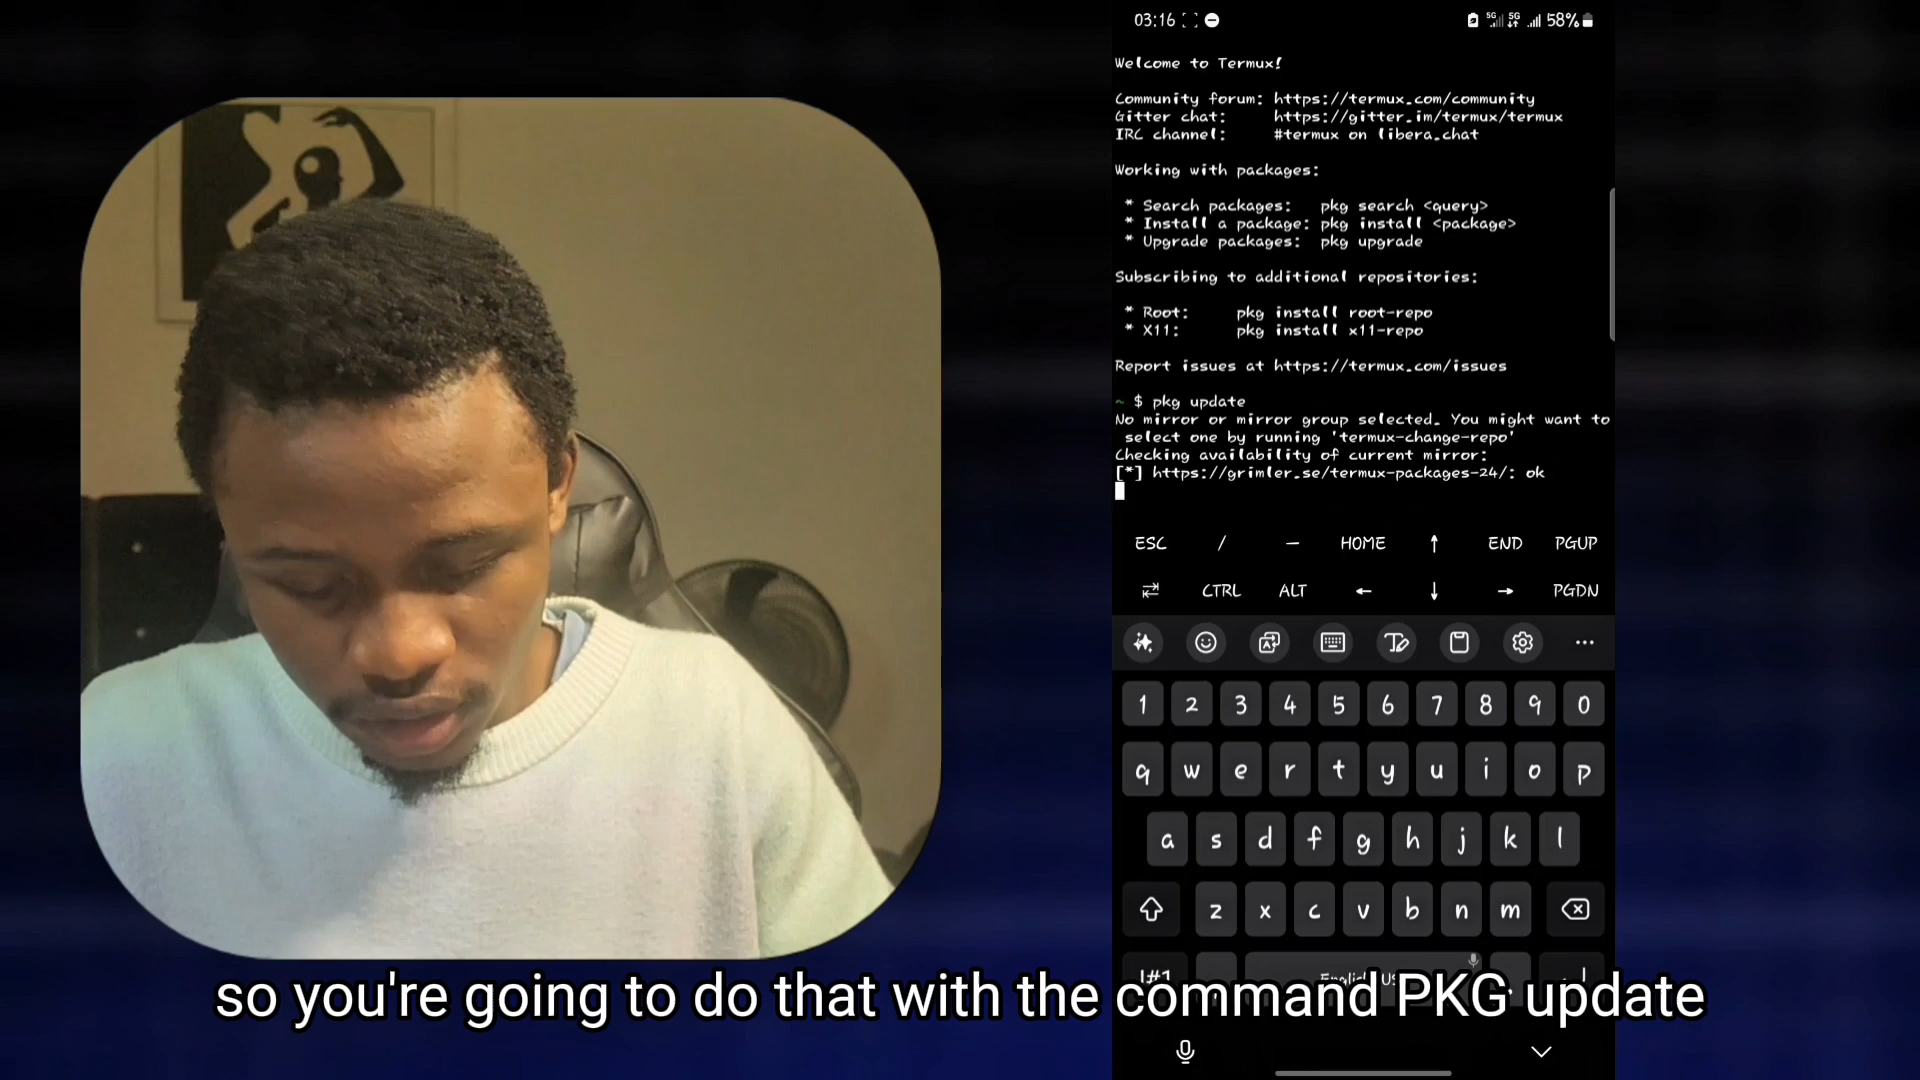 03:16
5G 5G 58%
Welcome to Termux!
Community forum: https://termux.com/community
Gitter chat: https://gitter.im/termux/termux
IRC channel: #termux on libera.chat
Working with packages:
* Search packages: pkg search <query>
* Install a package: pkg install <package>
* Upgrade packages: pkg upgrade
Subscribing to additional repositories:
* Root: pkg install root-repo
* X11: pkg install x11-repo
Report issues at https://termux.com/issues
~ $ pkg update
No mirror or mirror group selected. You might want to
select one by running 'termux-change-repo'
Checking availability of current mirror:
[*] https://grimler.se/termux-packages-24/: ok
ESC / — HOME ↑ END PGUP
CTRL ALT ← ↓ → PGDN
1 2 3 4 5 6 7 8 9 0
q w e r t y u i o p
a s d f g h j k l
z x c v b n m
!#1
so you're going to do that with the command PKG update